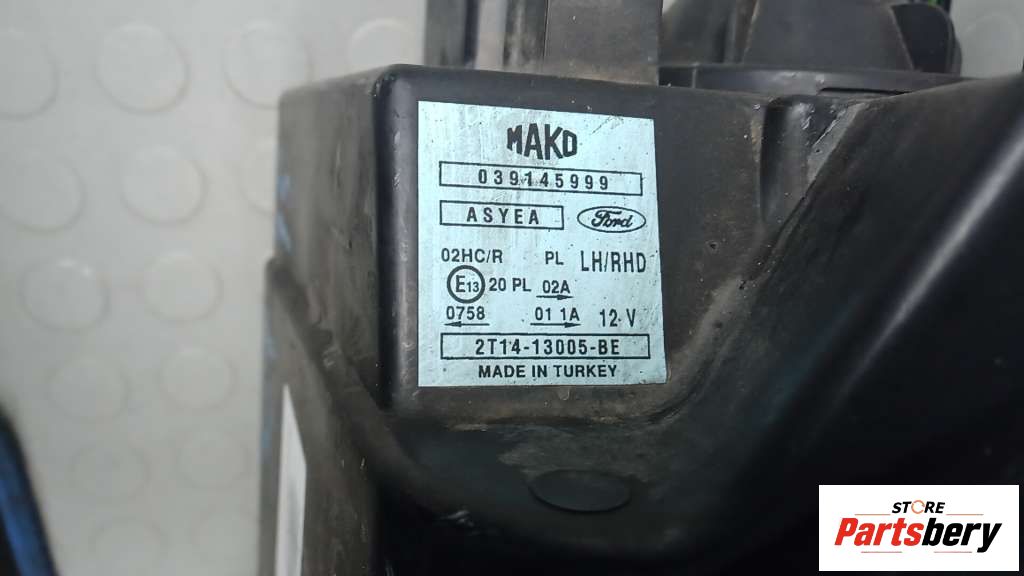 MAKO
039145999
ASYEA Ford
02HC/R PL LH/RHD
E13 20 PL 02A
0758 01 1A 12 V
2T14-13005-BE
MADE IN TURKEY
STORE
Partsbery